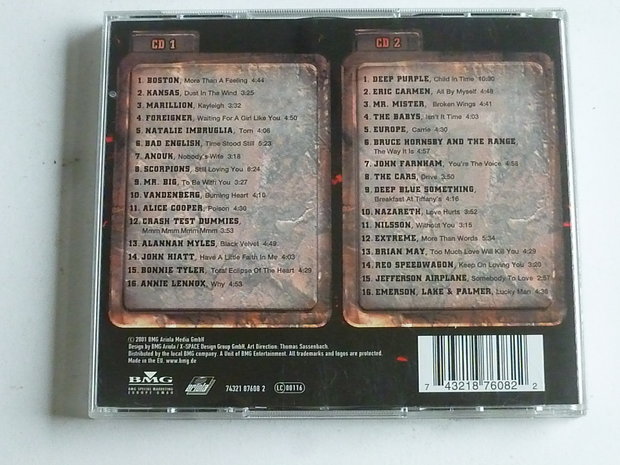 CD 1
1. BOSTON, More Than A Feeling 4:44
2. KANSAS, Dust In The Wind 3:25
3. MARILLION, Kayleigh 3:32
4. FOREIGNER, Waiting For A Girl Like You 4:50
5. NATALIE IMBRUGLIA, Torn 4:08
6. BAD ENGLISH, Time Stood Still 5:23
7. ANOUK, Nobody's Wife 3:18
8. SCORPIONS, Still Loving You 6:24
9. MR. BIG, To Be With You 3:27
10. VANDENBERG, Burning Heart 4:10
11. ALICE COOPER, Poison 4:30
12. CRASH TEST DUMMIES,
Mmm Mmm Mmm Mmm 3:53
13. ALANNAH MYLES, Black Velvet 4:49
14. JOHN HIATT, Have A Little Faith In Me 4:03
15. BONNIE TYLER, Total Eclipse Of The Heart 4:29
16. ANNIE LENNOX, Why 4:53
CD 2
1. DEEP PURPLE, Child In Time
2. ERIC CARMEN, All By Myself 4:48
3. MR. MISTER, Broken Wings 4:41
4. THE BABYS, Isn't It Time 4:03
5. EUROPE, Carrie 4:30
6. BRUCE HORNSBY AND THE RANGE,
The Way It Is 4:57
7. JOHN FARNHAM, You're The Voice 4:58
8. THE CARS, Drive 3:50
9. DEEP BLUE SOMETHING,
Breakfast At Tiffany's 4:16
10. NAZARETH, Love Hurts 3:52
11. NILSSON, Without You 3:15
12. EXTREME, More Than Words 5:34
13. BRIAN MAY, Too Much Love Will Kill You 4:29
14. REO SPEEDWAGON, Keep On Loving You 3:20
15. JEFFERSON AIRPLANE, Somebody To Love 2:57
16. EMERSON, LAKE & PALMER, Lucky Man 4:36
(C) 2001 BMG Ariola Media GmbH
Design by BMG Ariola / X-SPACE Design Group GmbH. Art Direction: Thomas Sassenbach.
Distributed by the local BMG company. A Unit of BMG Entertainment. All trademarks and logos are protected.
Made in the EU. www.bmg.de
BMG
BMG SPECIAL MARKETING
EUROPE GMBH
ariola
74321 87608 2
LC 00116
7 43218 76082 2